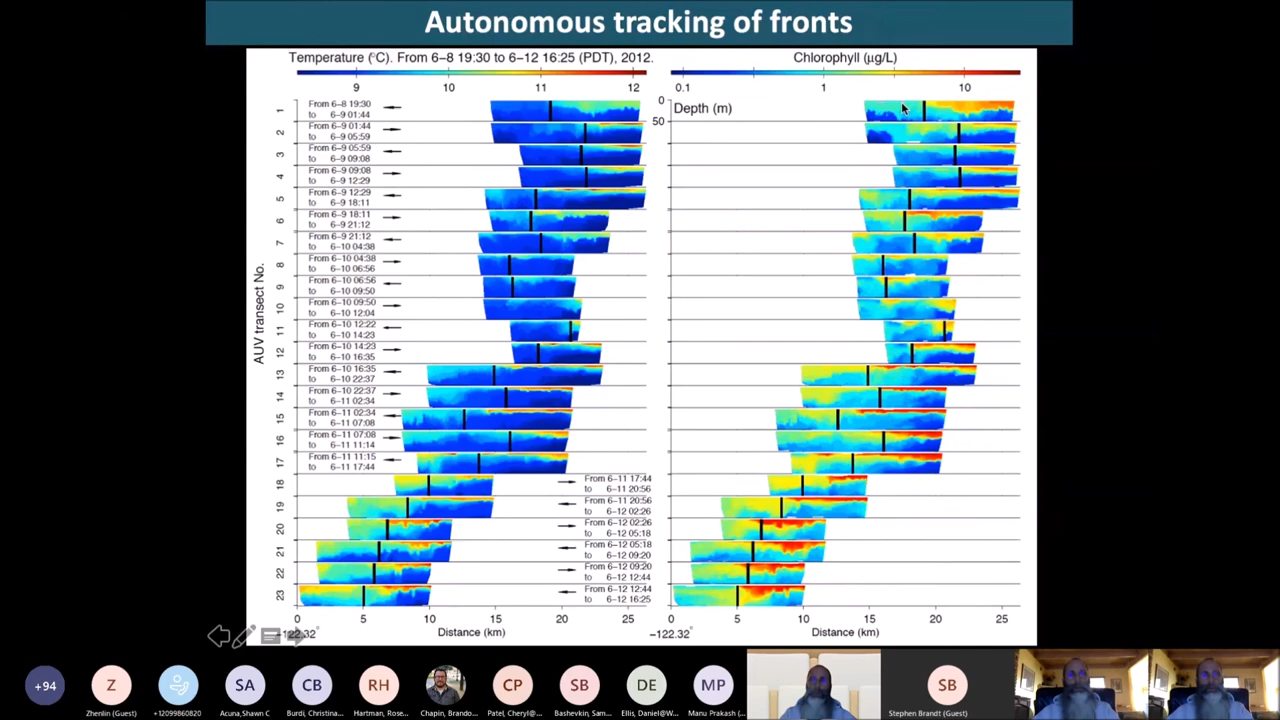 Autonomous tracking of fronts
Temperature (°C). From 6–8 19:30 to 6–12 16:25 (PDT), 2012.
Chlorophyll (μg/L)
9 10 11 12
0.1 1 10
0
50
Depth (m)
AUV transect No.
1 From 6–8 19:30
to 6–9 01:44
2 From 6–9 01:44
to 6–9 05:59
3 From 6–9 05:59
to 6–9 09:08
4 From 6–9 09:08
to 6–9 12:29
5 From 6–9 12:29
to 6–9 18:11
6 From 6–9 18:11
to 6–9 21:12
7 From 6–9 21:12
to 6–10 04:38
8 From 6–10 04:38
to 6–10 06:56
9 From 6–10 06:56
to 6–10 09:50
10 From 6–10 09:50
to 6–10 12:04
11 From 6–10 12:22
to 6–10 14:23
12 From 6–10 14:23
to 6–10 16:35
13 From 6–10 16:35
to 6–10 22:37
14 From 6–10 22:37
to 6–11 02:34
15 From 6–11 02:34
to 6–11 07:08
16 From 6–11 07:08
to 6–11 11:14
17 From 6–11 11:15
to 6–11 17:44
18 From 6–11 17:44
to 6–11 20:56
19 From 6–11 20:56
to 6–12 02:26
20 From 6–12 02:26
to 6–12 05:18
21 From 6–12 05:18
to 6–12 09:20
22 From 6–12 09:20
to 6–12 12:44
23 From 6–12 12:44
to 6–12 16:25
0 5 10 15 20 25
0 5 10 15 20 25
−122.32° Distance (km)
−122.32° Distance (km)
+94 Z SA CB RH CP SB DE MP SB
Zhenlin (Guest) +12099860820 Acuna,Shawn C Burdi, Christina... Hartman, Rose... Chapin, Brando... Patel, Cheryl@... Bashevkin, Sam... Ellis, Daniel@W... Manu Prakash (... Stephen Brandt (Guest)